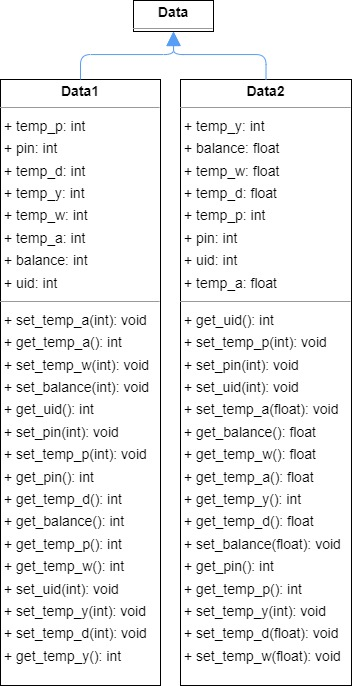 Data
Data1
+ temp_p: int
+ pin: int
+ temp_d: int
+ temp_y: int
+ temp_w: int
+ temp_a: int
+ balance: int
+ uid: int
+ set_temp_a(int): void
+ get_temp_a(): int
+ set_temp_w(int): void
+ set_balance(int): void
+ get_uid(): int
+ set_pin(int): void
+ set_temp_p(int): void
+ get_pin(): int
+ get_temp_d(): int
+ get_balance(): int
+ get_temp_p(): int
+ get_temp_w(): int
+ set_uid(int): void
+ set_temp_y(int): void
+ set_temp_d(int): void
+ get_temp_y(): int
Data2
+ temp_y: int
+ balance: float
+ temp_w: float
+ temp_d: float
+ temp_p: int
+ pin: int
+ uid: int
+ temp_a: float
+ get_uid(): int
+ set_temp_p(int): void
+ set_pin(int): void
+ set_uid(int): void
+ set_temp_a(float): void
+ get_balance(): float
+ get_temp_w(): float
+ get_temp_a(): float
+ get_temp_y(): int
+ get_temp_d(): float
+ set_balance(float): void
+ get_pin(): int
+ get_temp_p(): int
+ set_temp_y(int): void
+ set_temp_d(float): void
+ set_temp_w(float): void